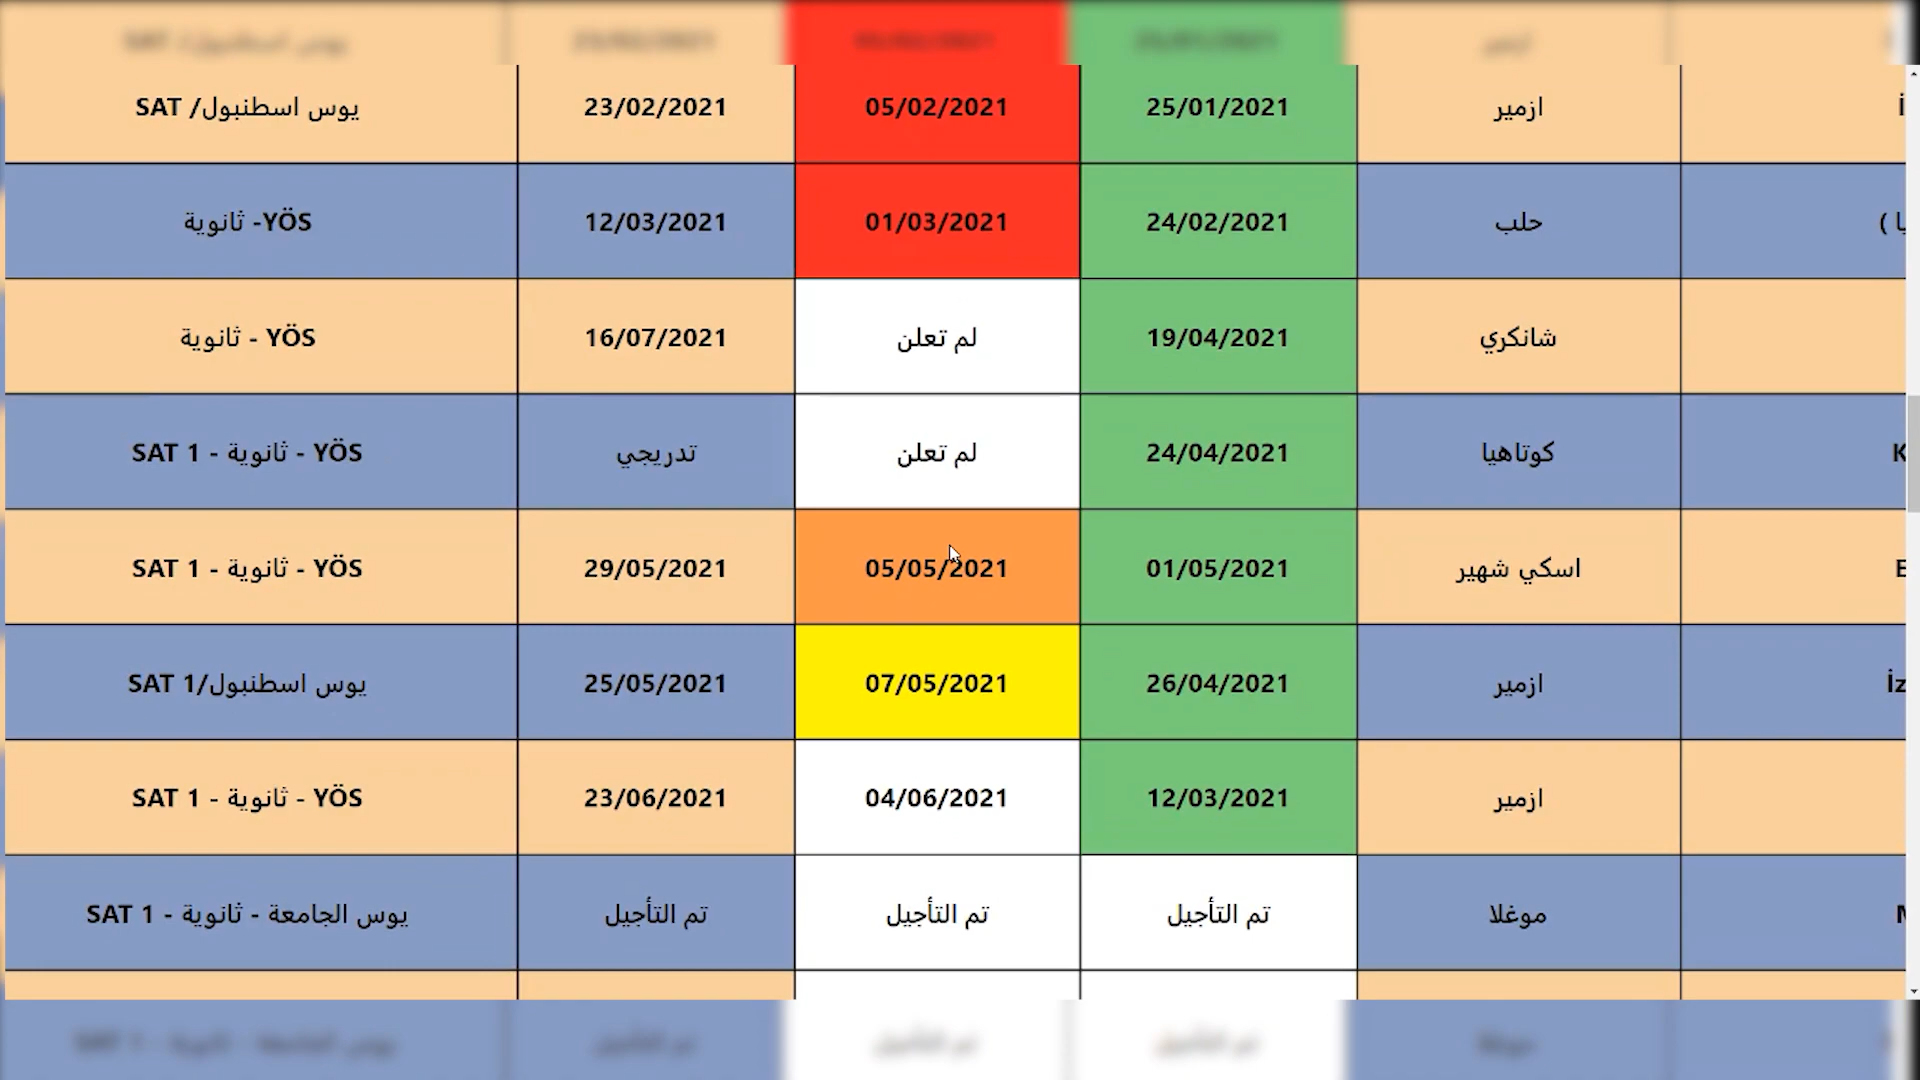 İ ازمير 25/01/2021 05/02/2021 23/02/2021 يوس اسطنبول/ SAT
يا ) حلب 24/02/2021 01/03/2021 12/03/2021 YÖS- ثانوية
شانكري 19/04/2021 لم تعلن 16/07/2021 YÖS - ثانوية
K كوتاهيا 24/04/2021 لم تعلن تدريجي YÖS - ثانوية - SAT 1
E اسكي شهير 01/05/2021 05/05/2021 29/05/2021 YÖS - ثانوية - SAT 1
İz ازمير 26/04/2021 07/05/2021 25/05/2021 يوس اسطنبول/SAT 1
ازمير 12/03/2021 04/06/2021 23/06/2021 YÖS - ثانوية - SAT 1
موغلا تم التأجيل تم التأجيل تم التأجيل يوس الجامعة - ثانوية - SAT 1